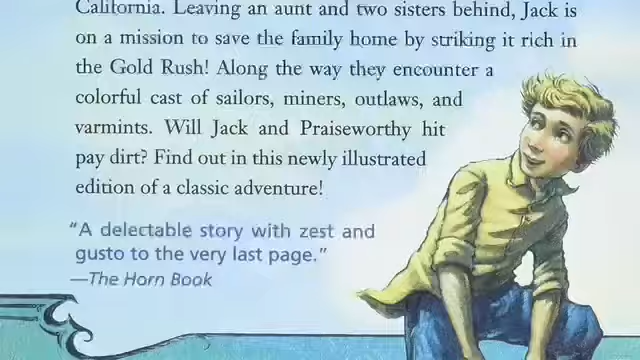 California. Leaving an aunt and two sisters behind, Jack is
on a mission to save the family home by striking it rich in
the Gold Rush! Along the way they encounter a
colorful cast of sailors, miners, outlaws, and
varmints. Will Jack and Praiseworthy hit
pay dirt? Find out in this newly illustrated
edition of a classic adventure!
“A delectable story with zest and
gusto to the very last page.”
—The Horn Book